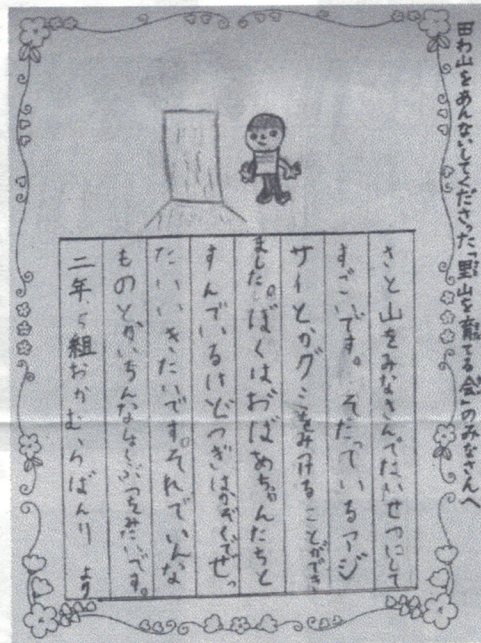 田わ山をあんないしてくださった「野山を育てる会」のみなさんへ
さと山をみなさんでたいせつにして
すごいです。そだっているアジ
サイとかグミをみつけることができ
ました。ぼくはおばあちゃんたちと
すんでいるけどつぎはかぞくでぜっ
たいいきたいです。それでいろんな
ものとかいろんなしょくぶつをみたいです。
二年5組おかむらばんり より